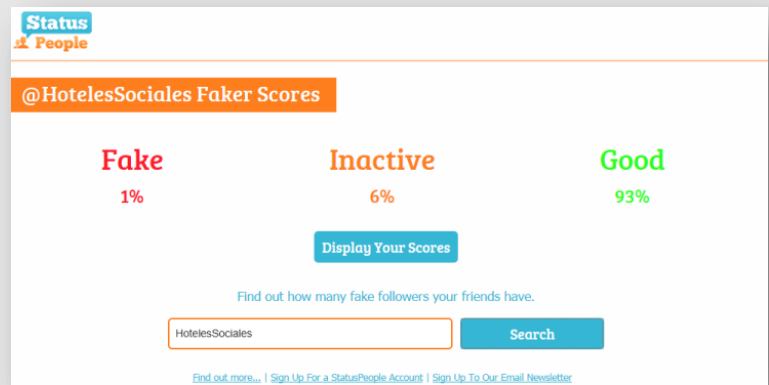 Status
People
@HotelesSociales Faker Scores
Fake Inactive Good
1% 6% 93%
Display Your Scores
Find out how many fake followers your friends have.
HotelesSociales Search
Find out more... | Sign Up For a StatusPeople Account | Sign Up To Our Email Newsletter